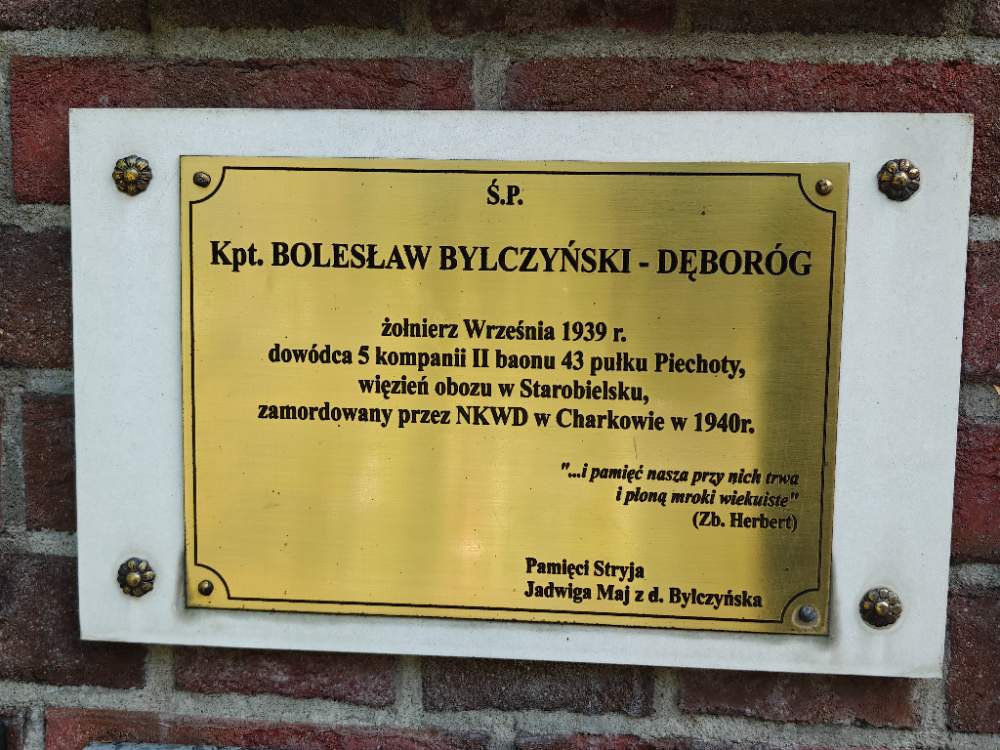 Ś.P.
Kpt. BOLESŁAW BYLCZYŃSKI - DĘBORÓG
żołnierz Września 1939 r.
dowódca 5 kompanii II baonu 43 pułku Piechoty,
więzień obozu w Starobielsku,
zamordowany przez NKWD w Charkowie w 1940r.
"...i pamięć nasza przy nich trwa
i płoną mroki wiekuiste"
(Zb. Herbert)
Pamięci Stryja
Jadwiga Maj z d. Bylczyńska